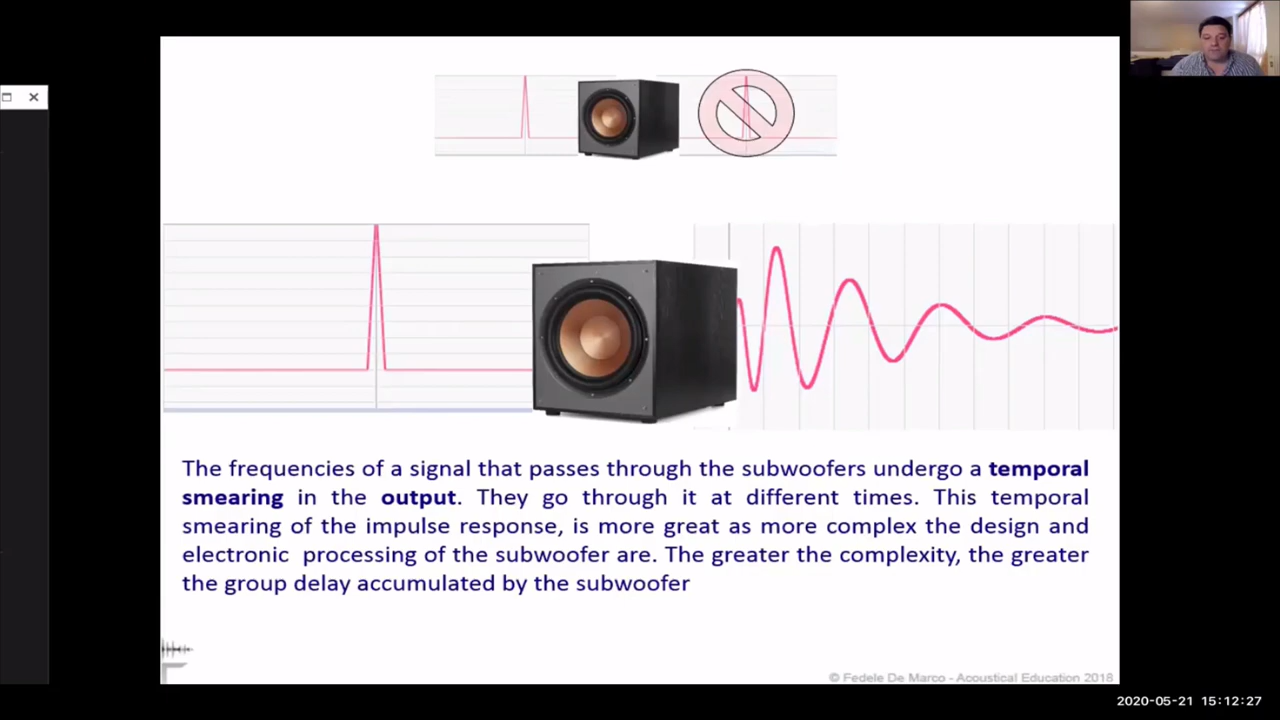 The frequencies of a signal that passes through the subwoofers undergo a temporal
smearing in the output. They go through it at different times. This temporal
smearing of the impulse response, is more great as more complex the design and
electronic processing of the subwoofer are. The greater the complexity, the greater
the group delay accumulated by the subwoofer
© Fedele De Marco - Acoustical Education 2018
2020-05-21 15:12:27